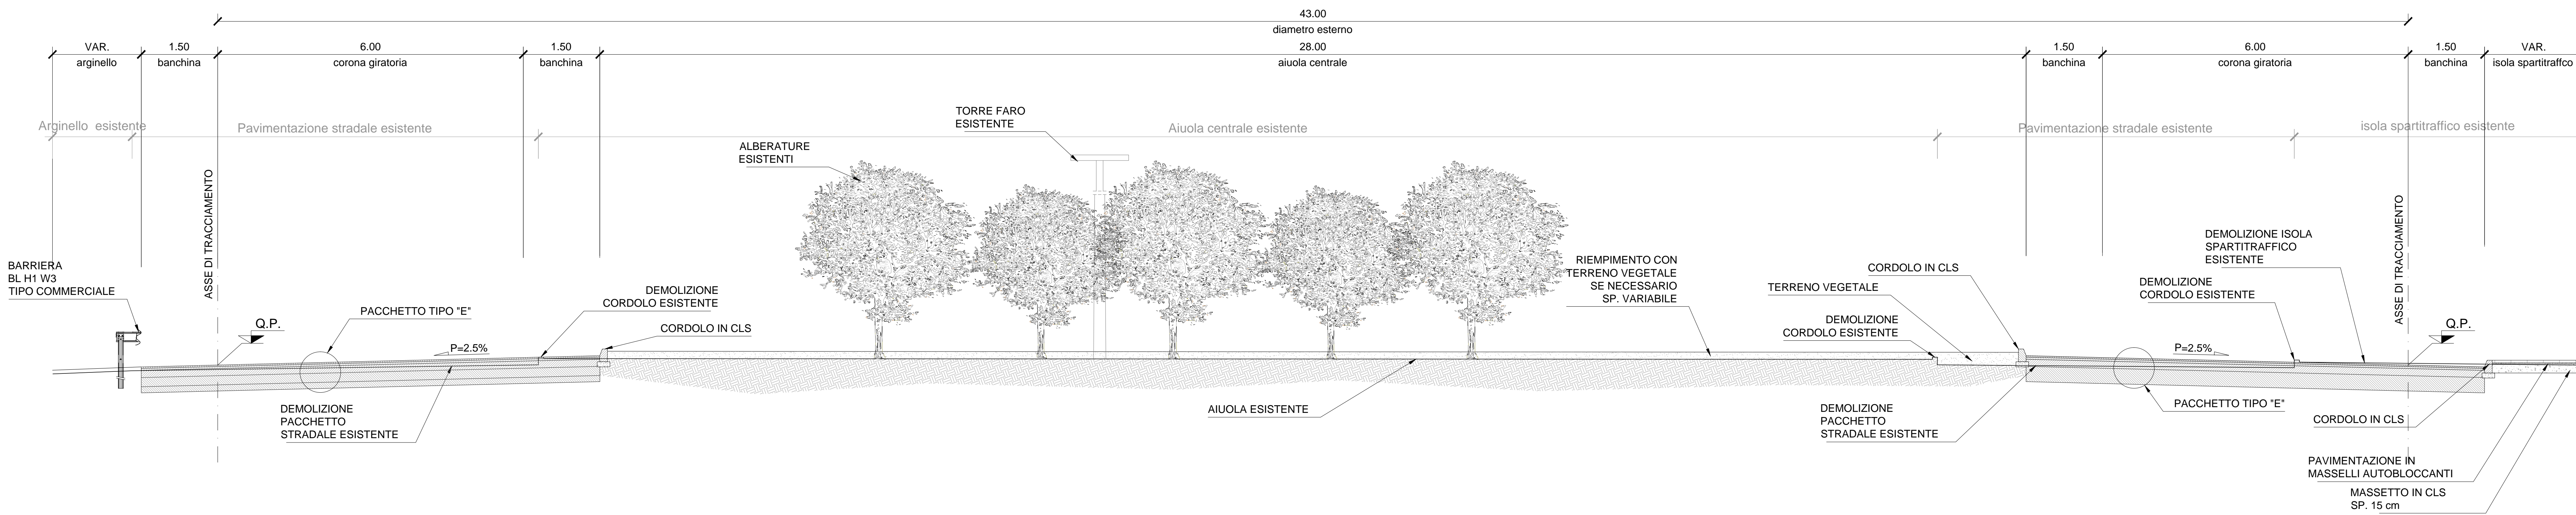 43.00
diametro esterno
VAR.
1.50
6.00
1.50
28.00
1.50
6.00
1.50
VAR.
arginello
banchina
corona giratoria
banchina
aiuola centrale
banchina
corona giratoria
banchina
isola spartitraffco
Arginello esistente
Pavimentazione stradale esistente
Aiuola centrale esistente
Pavimentazione stradale esistente
isola spartitraffico esistente
TORRE FARO
ESISTENTE
ALBERATURE
ESISTENTI
ASSE DI TRACCIAMENTO
BARRIERA
BL H1 W3
TIPO COMMERCIALE
Q.P.
PACCHETTO TIPO "E"
P=2.5%
DEMOLIZIONE
CORDOLO ESISTENTE
CORDOLO IN CLS
DEMOLIZIONE
PACCHETTO
STRADALE ESISTENTE
AIUOLA ESISTENTE
RIEMPIMENTO CON
TERRENO VEGETALE
SE NECESSARIO
SP. VARIABILE
CORDOLO IN CLS
TERRENO VEGETALE
DEMOLIZIONE
CORDOLO ESISTENTE
DEMOLIZIONE
PACCHETTO
STRADALE ESISTENTE
DEMOLIZIONE ISOLA
SPARTITRAFFICO
ESISTENTE
DEMOLIZIONE
CORDOLO ESISTENTE
P=2.5%
ASSE DI TRACCIAMENTO
Q.P.
PACCHETTO TIPO "E"
CORDOLO IN CLS
PAVIMENTAZIONE IN
MASSELLI AUTOBLOCCANTI
MASSETTO IN CLS
SP. 15 cm